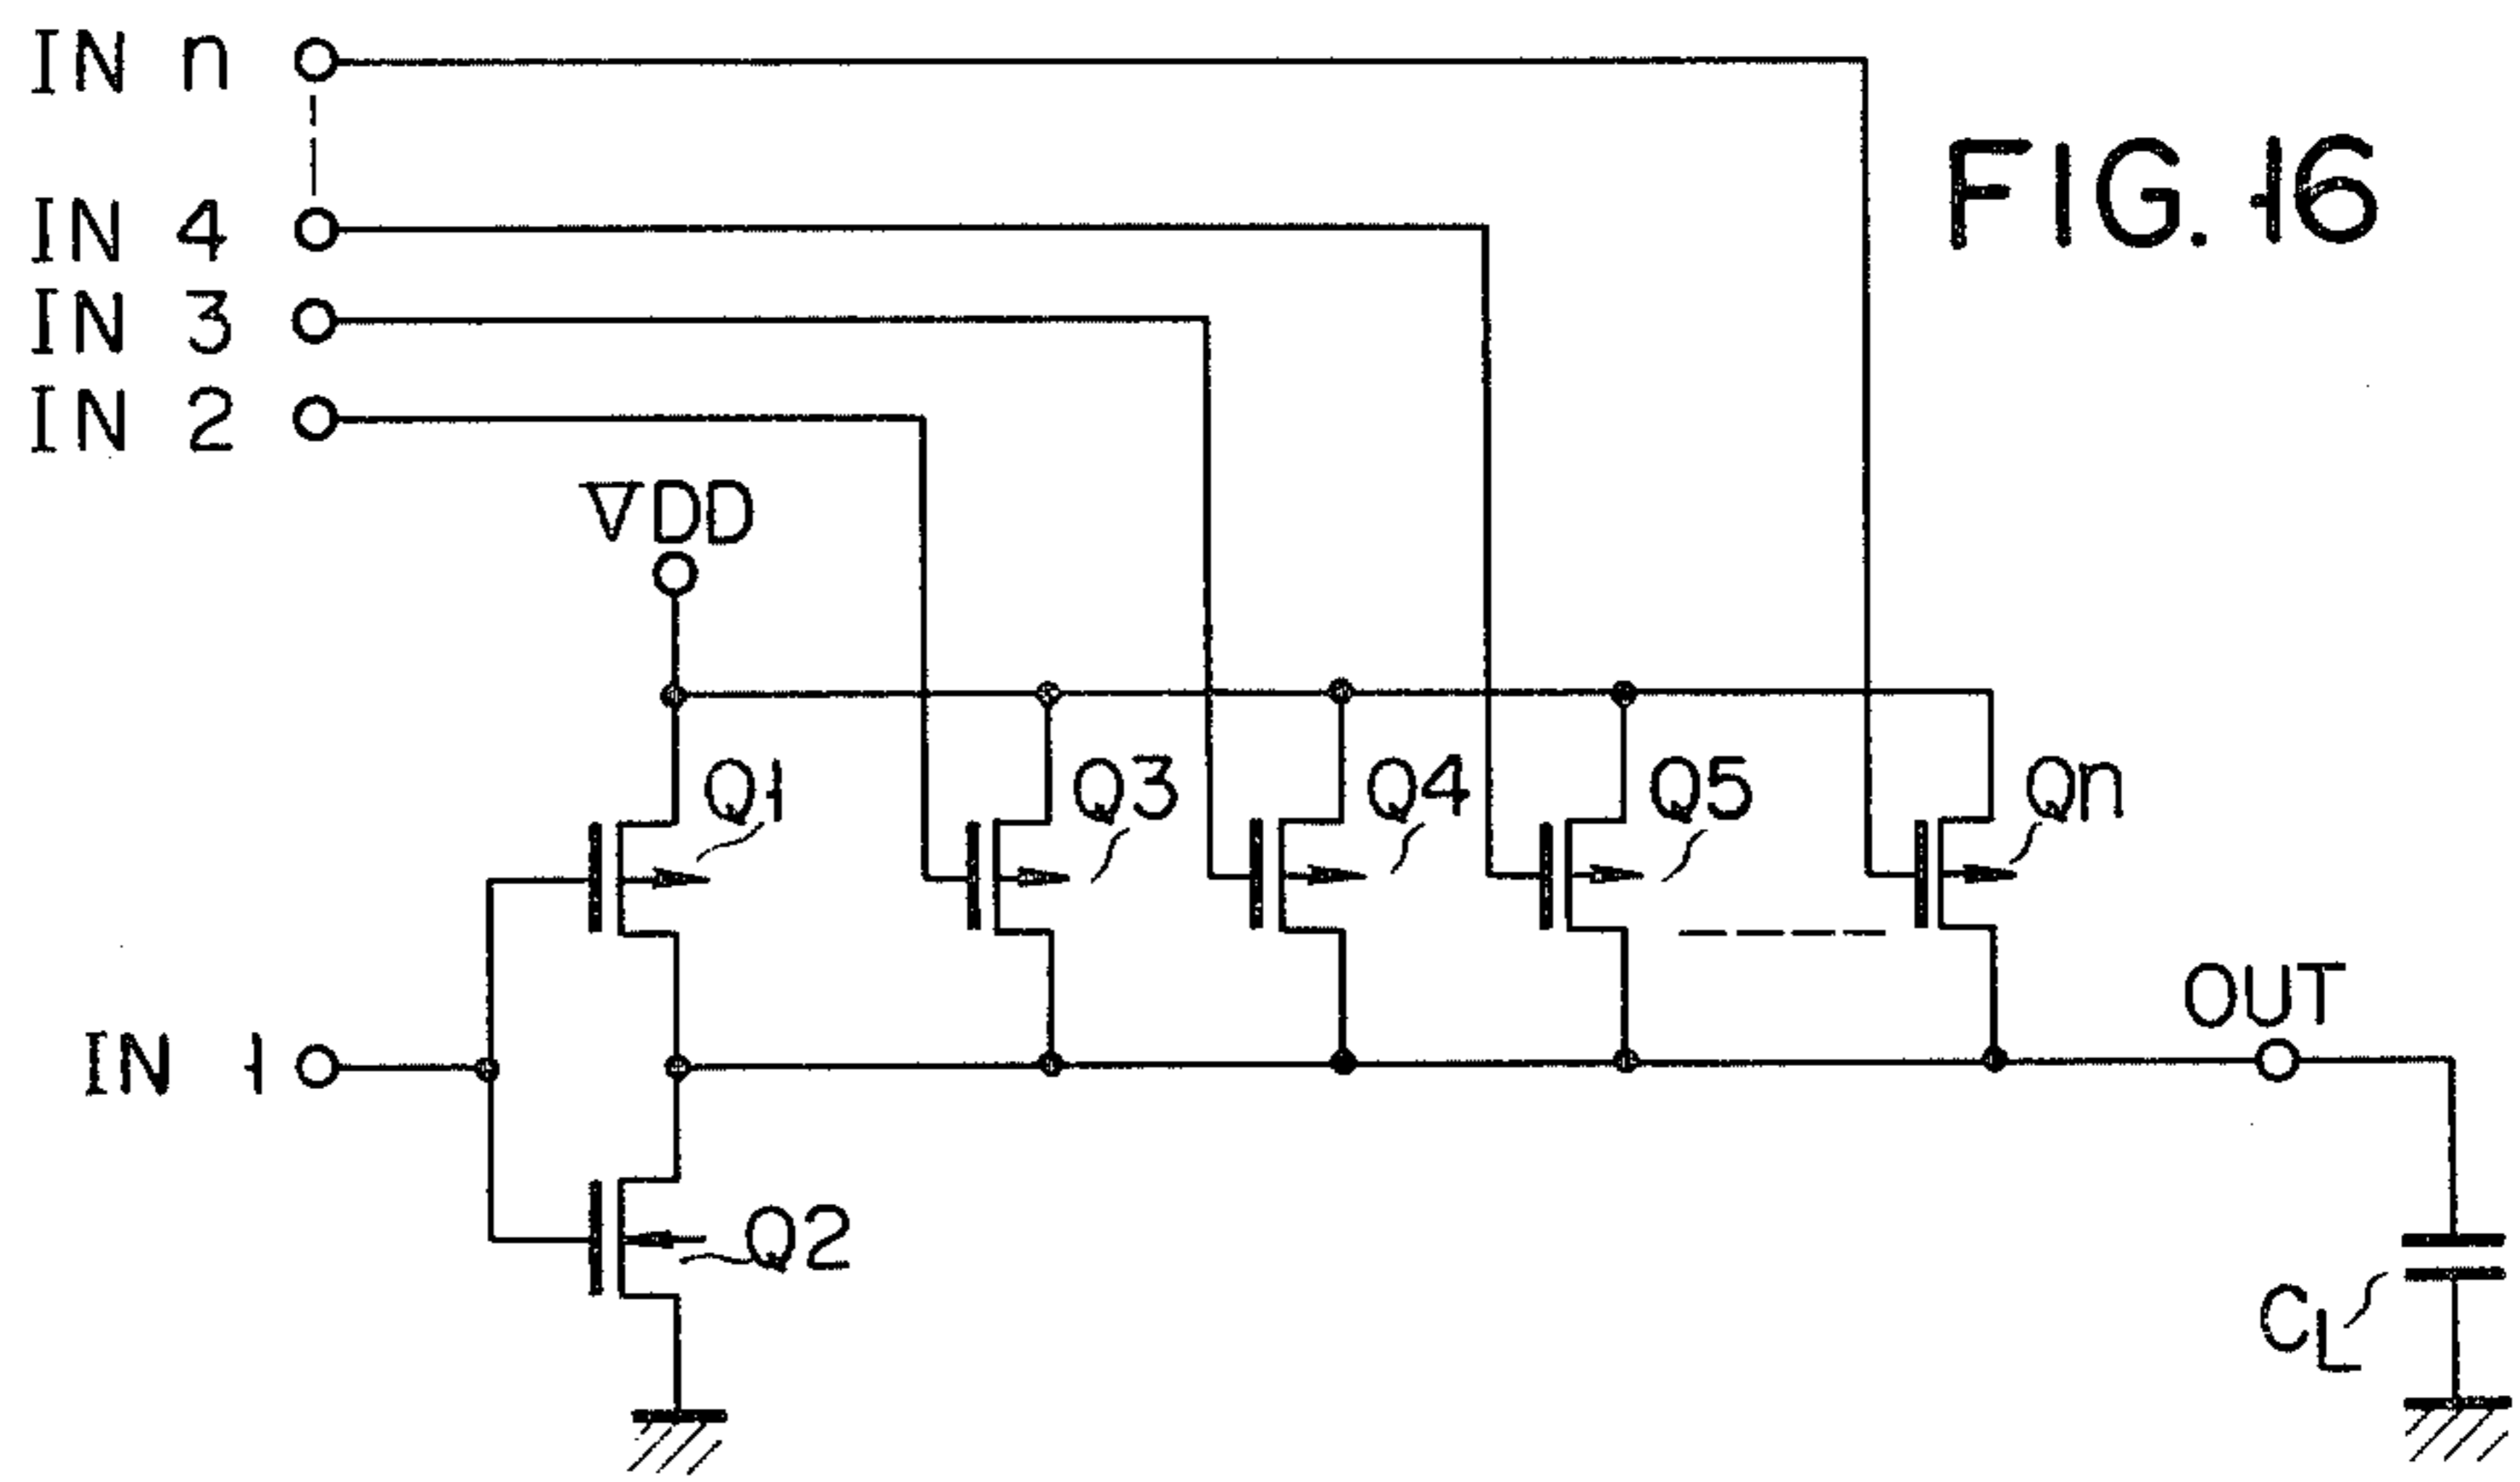 IN n
FIG. 16
IN 4
IN 3
IN 2
VDD
Q1
Q3
Q4
Q5
Qn
OUT
IN 1
Q2
CL